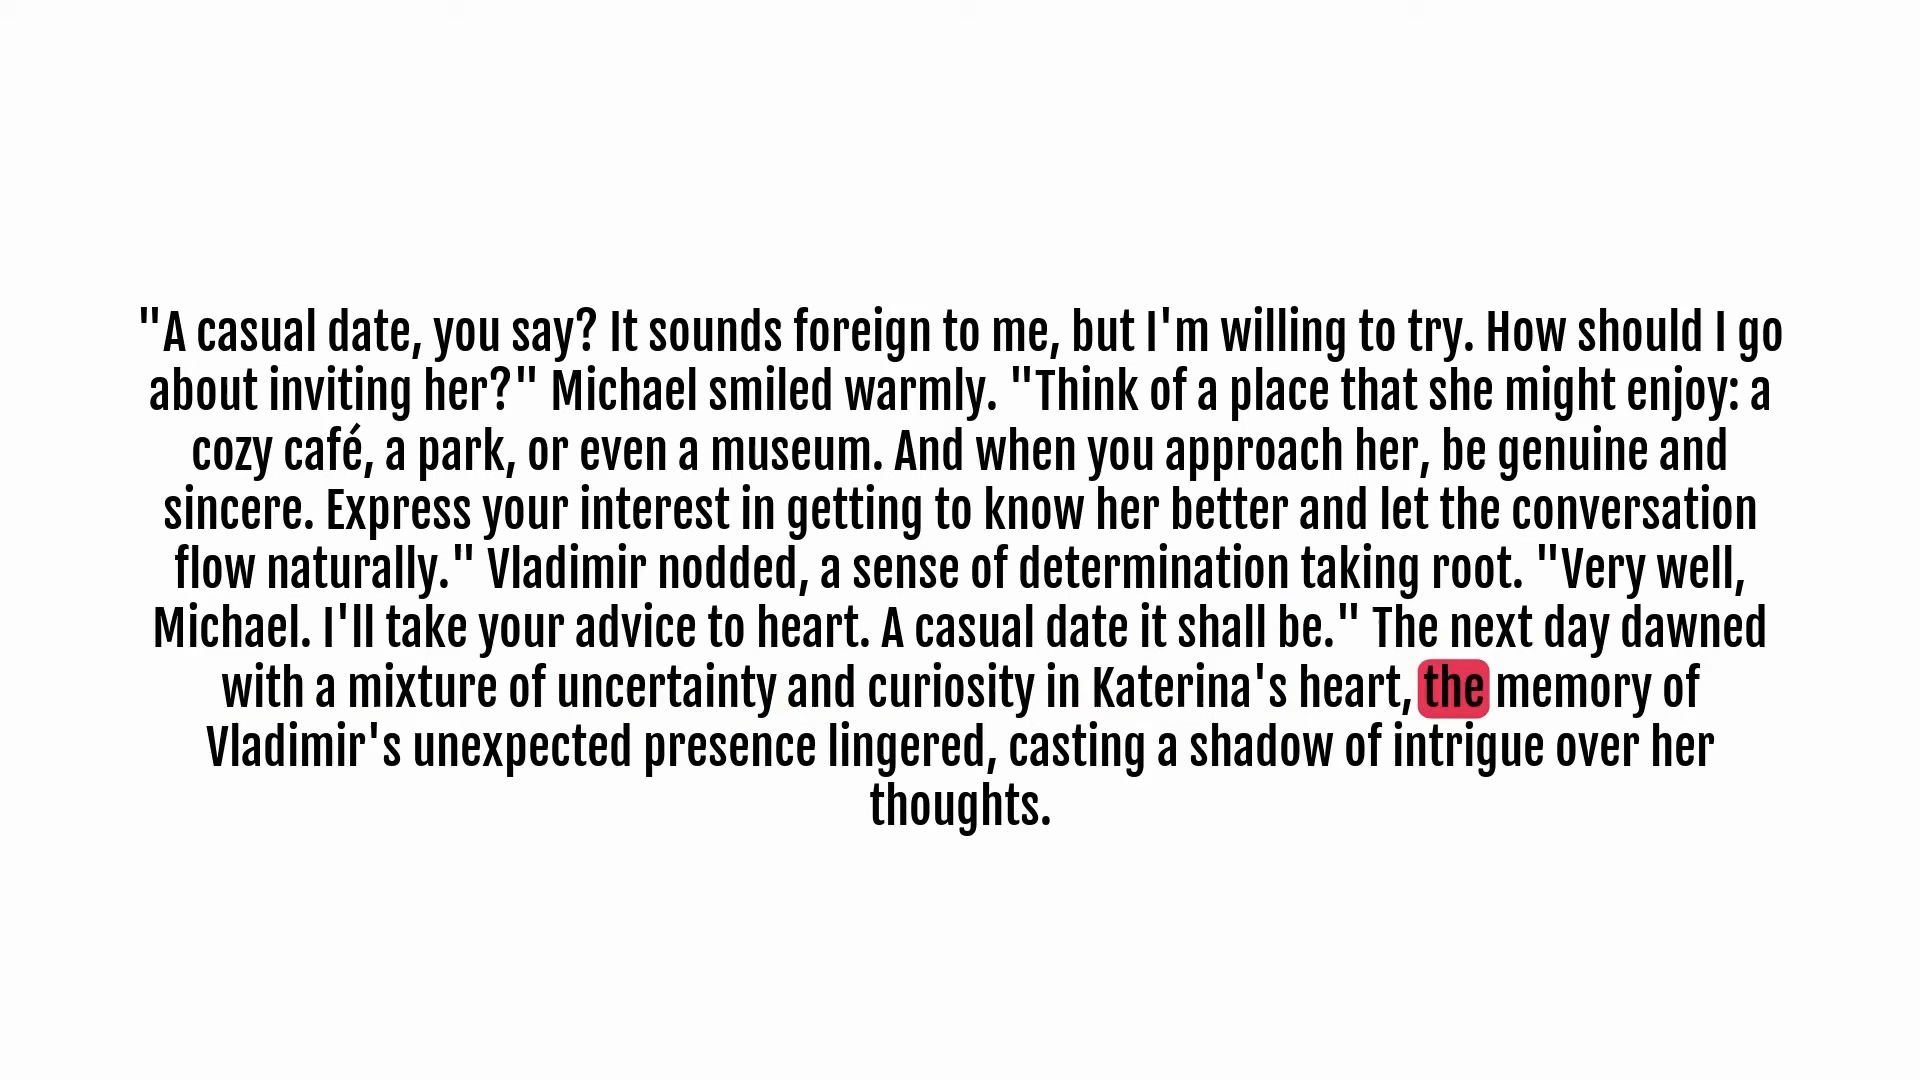 "A casual date, you say? It sounds foreign to me, but I'm willing to try. How should I go
about inviting her?" Michael smiled warmly. "Think of a place that she might enjoy: a
cozy café, a park, or even a museum. And when you approach her, be genuine and
sincere. Express your interest in getting to know her better and let the conversation
flow naturally." Vladimir nodded, a sense of determination taking root. "Very well,
Michael. I'll take your advice to heart. A casual date it shall be." The next day dawned
with a mixture of uncertainty and curiosity in Katerina's heart, the memory of
Vladimir's unexpected presence lingered, casting a shadow of intrigue over her
thoughts.